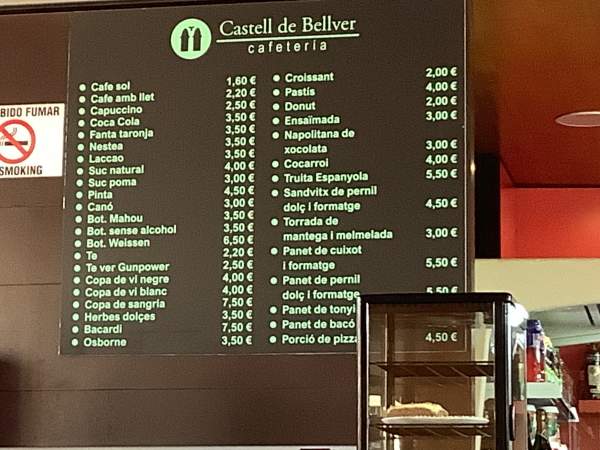 Castell de Bellver
cafeteria
BIDO FUMAR
SMOKING
Cafe sol 1,60 €
Cafe amb llet 2,20 €
Capuccino 2,50 €
Coca Cola 3,50 €
Fanta taronja 3,50 €
Nestea 3,50 €
Laccao 3,50 €
Suc natural 4,00 €
Suc poma 3,00 €
Pinta 4,50 €
Canó 3,00 €
Bot. Mahou 3,50 €
Bot. sense alcohol 3,50 €
Bot. Weissen 6,50 €
Te 2,20 €
Te ver Gunpower 2,50 €
Copa de vi negre 4,00 €
Copa de vi blanc 4,00 €
Copa de sangria 7,50 €
Herbes dolçes 3,50 €
Bacardi 7,50 €
Osborne 3,50 €
Croissant 2,00 €
Pastís 4,00 €
Donut 2,00 €
Ensaïmada 3,00 €
Napolitana de
xocolata 3,00 €
Cocarroi 4,00 €
Truita Espanyola 5,50 €
Sandvitx de pernil
dolç i formatge 4,50 €
Torrada de
mantega i melmelada 3,00 €
Panet de cuixot
i formatge 5,50 €
Panet de pernil
dolç i formatge 5,50 €
Panet de tonyi
Panet de bacó
Porció de pizza 4,50 €